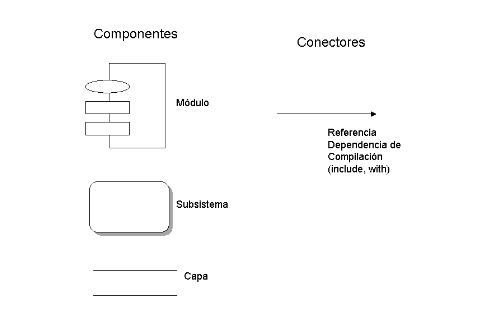 Componentes
Conectores
Módulo
Referencia
Dependencia de
Compilación
(include, with)
Subsistema
Capa